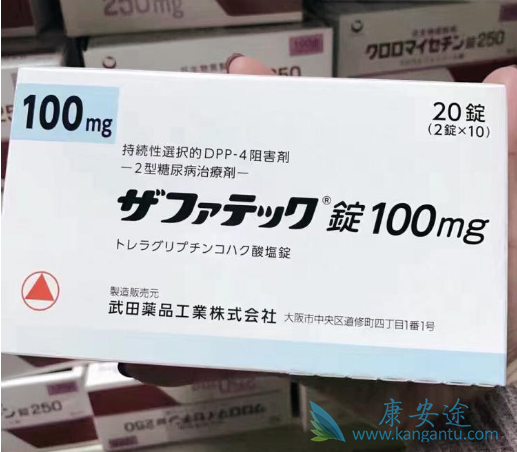 クロロマイセチン錠250
100mg
20錠
(2錠×10)
持続性選択的DPP-4阻害剤
—2型糖尿病治療剤—
ザファテック®錠100mg
トレラグリプチンコハク酸塩錠
製造販売元
武田薬品工業株式会社 大阪市中央区道修町四丁目1番1号
250mg
康安途
www.kangantu.com